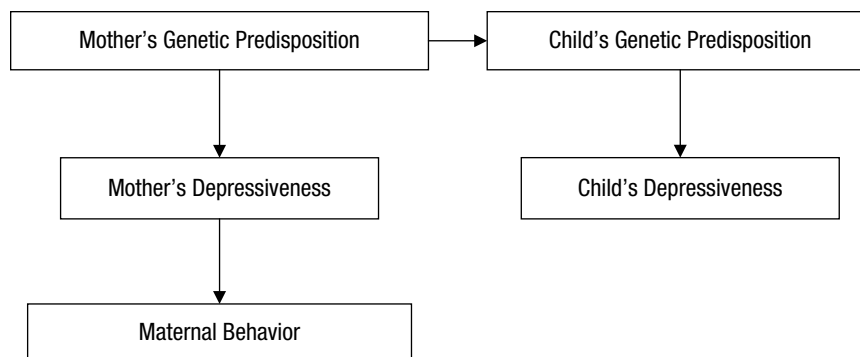 Mother’s Genetic Predisposition
Child’s Genetic Predisposition
Mother’s Depressiveness
Child’s Depressiveness
Maternal Behavior